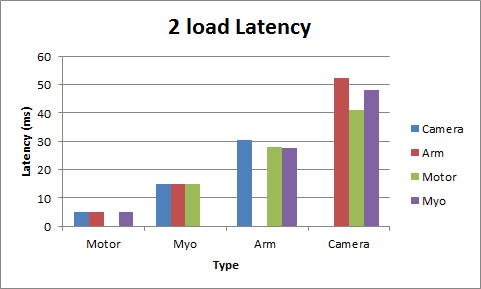 2 load Latency
60
50
40
30
20
10
0
Latency (ms)
Motor
Myo
Arm
Camera
Type
Camera
Arm
Motor
Myo